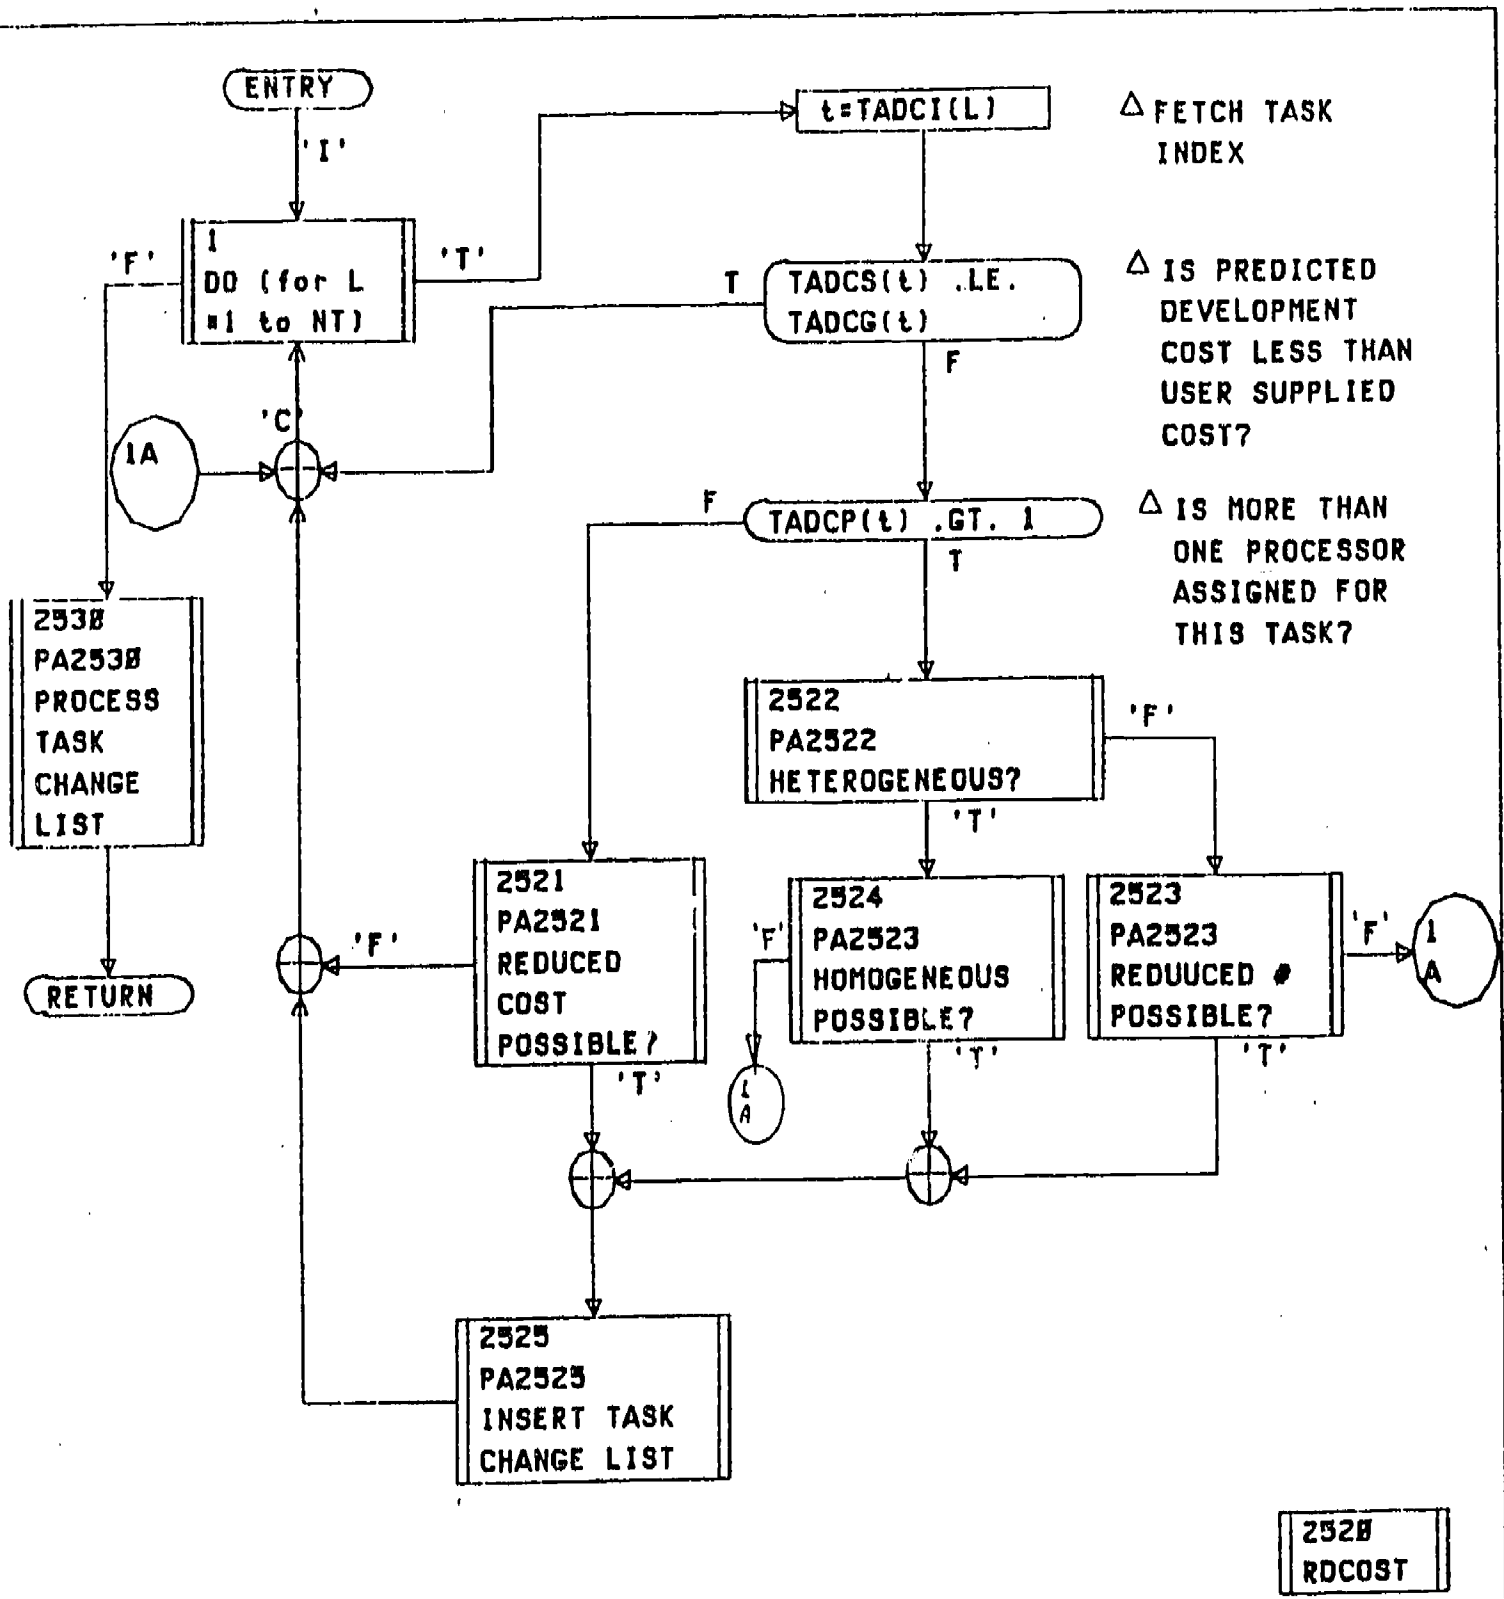 ENTRY
'I'
1
DO (for L
=1 to NT)
'F'
'T'
'C'
1A
t=TADCI(L)
△ FETCH TASK
INDEX
TADCS(t) .LE.
TADCG(t)
T
F
△ IS PREDICTED
DEVELOPMENT
COST LESS THAN
USER SUPPLIED
COST?
TADCP(t) .GT. 1
F
T
△ IS MORE THAN
ONE PROCESSOR
ASSIGNED FOR
THIS TASK?
2530
PA2530
PROCESS
TASK
CHANGE
LIST
RETURN
2522
PA2522
HETEROGENEOUS?
'F'
'T'
2521
PA2521
REDUCED
COST
POSSIBLE?
'F'
'T'
2524
PA2523
HOMOGENEOUS
POSSIBLE?
'F'
'T'
1
A
2523
PA2523
REDUUCED #
POSSIBLE?
'F'
'T'
1
A
2525
PA2525
INSERT TASK
CHANGE LIST
2520
RDCOST